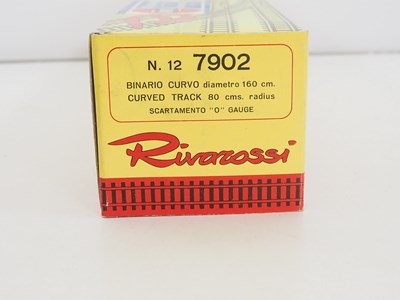 N. 12 7902
BINARIO CURVO diametro 160 cm.
CURVED TRACK 80 cms. radius
SCARTAMENTO "O" GAUGE
Rivarossi